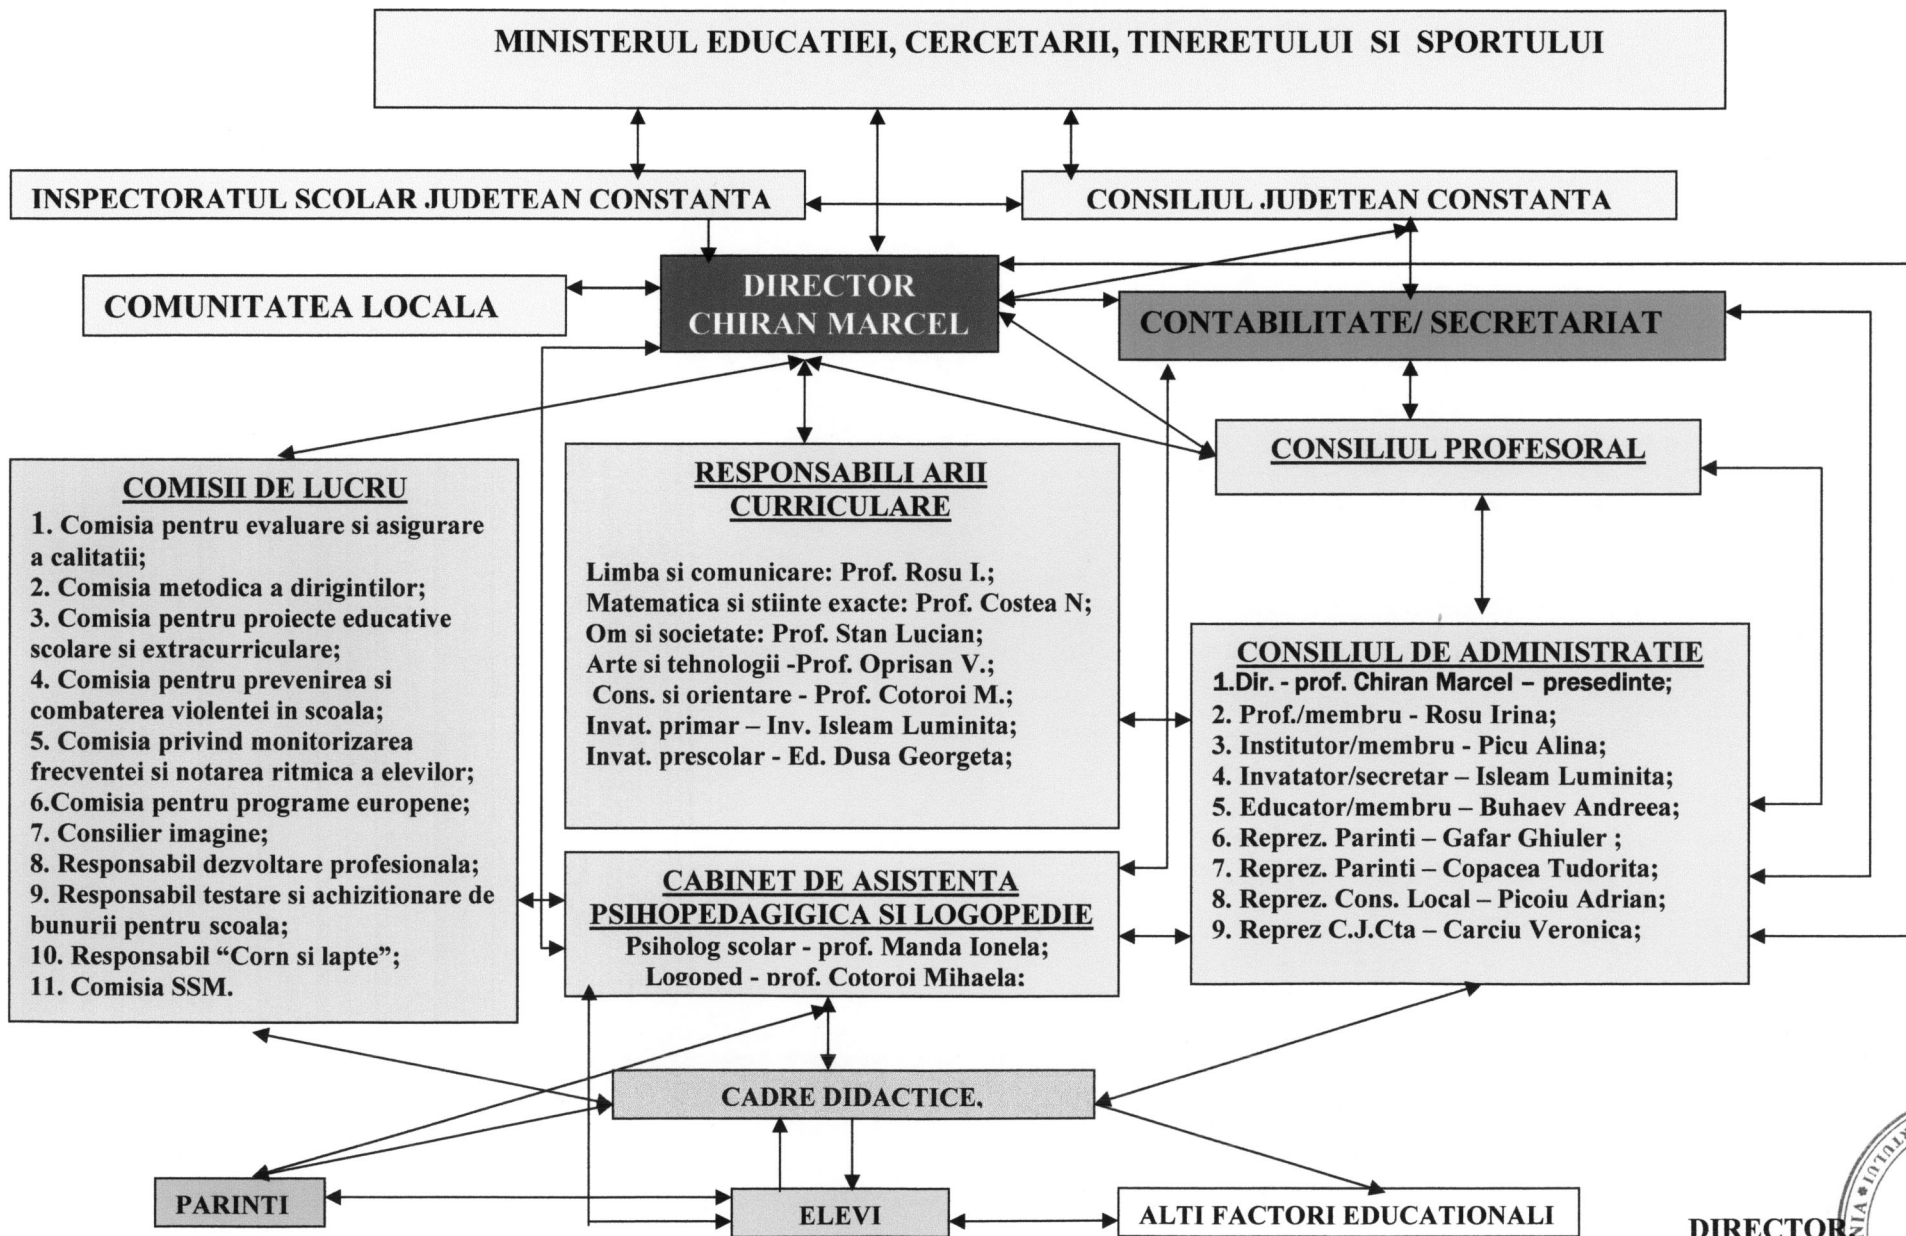 MINISTERUL EDUCATIEI, CERCETARII, TINERETULUI SI SPORTULUI
INSPECTORATUL SCOLAR JUDETEAN CONSTANTA
CONSILIUL JUDETEAN CONSTANTA
COMUNITATEA LOCALA
DIRECTOR
CHIRAN MARCEL
CONTABILITATE/ SECRETARIAT
CONSILIUL PROFESORAL
COMISII DE LUCRU
1. Comisia pentru evaluare si asigurare
a calitatii;
2. Comisia metodica a dirigintilor;
3. Comisia pentru proiecte educative
scolare si extracurriculare;
4. Comisia pentru prevenirea si
combaterea violentei in scoala;
5. Comisia privind monitorizarea
frecventei si notarea ritmica a elevilor;
6.Comisia pentru programe europene;
7. Consilier imagine;
8. Responsabil dezvoltare profesionala;
9. Responsabil testare si achizitionare de
bunurii pentru scoala;
10. Responsabil “Corn si lapte”;
11. Comisia SSM.
RESPONSABILI ARII
CURRICULARE
Limba si comunicare: Prof. Rosu I.;
Matematica si stiinte exacte: Prof. Costea N;
Om si societate: Prof. Stan Lucian;
Arte si tehnologii -Prof. Oprisan V.;
Cons. si orientare - Prof. Cotoroi M.;
Invat. primar – Inv. Isleam Luminita;
Invat. prescolar - Ed. Dusa Georgeta;
CABINET DE ASISTENTA
PSIHOPEDAGIGICA SI LOGOPEDIE
Psiholog scolar - prof. Manda Ionela;
Logoped - prof. Cotoroi Mihaela;
CONSILIUL DE ADMINISTRATIE
1.Dir. - prof. Chiran Marcel – presedinte;
2. Prof./membru - Rosu Irina;
3. Institutor/membru - Picu Alina;
4. Invatator/secretar – Isleam Luminita;
5. Educator/membru – Buhaev Andreea;
6. Reprez. Parinti – Gafar Ghiuler ;
7. Reprez. Parinti – Copacea Tudorita;
8. Reprez. Cons. Local – Picoiu Adrian;
9. Reprez C.J.Cta – Carciu Veronica;
CADRE DIDACTICE,
PARINTI
ELEVI
ALTI FACTORI EDUCATIONALI
DIRECTOR